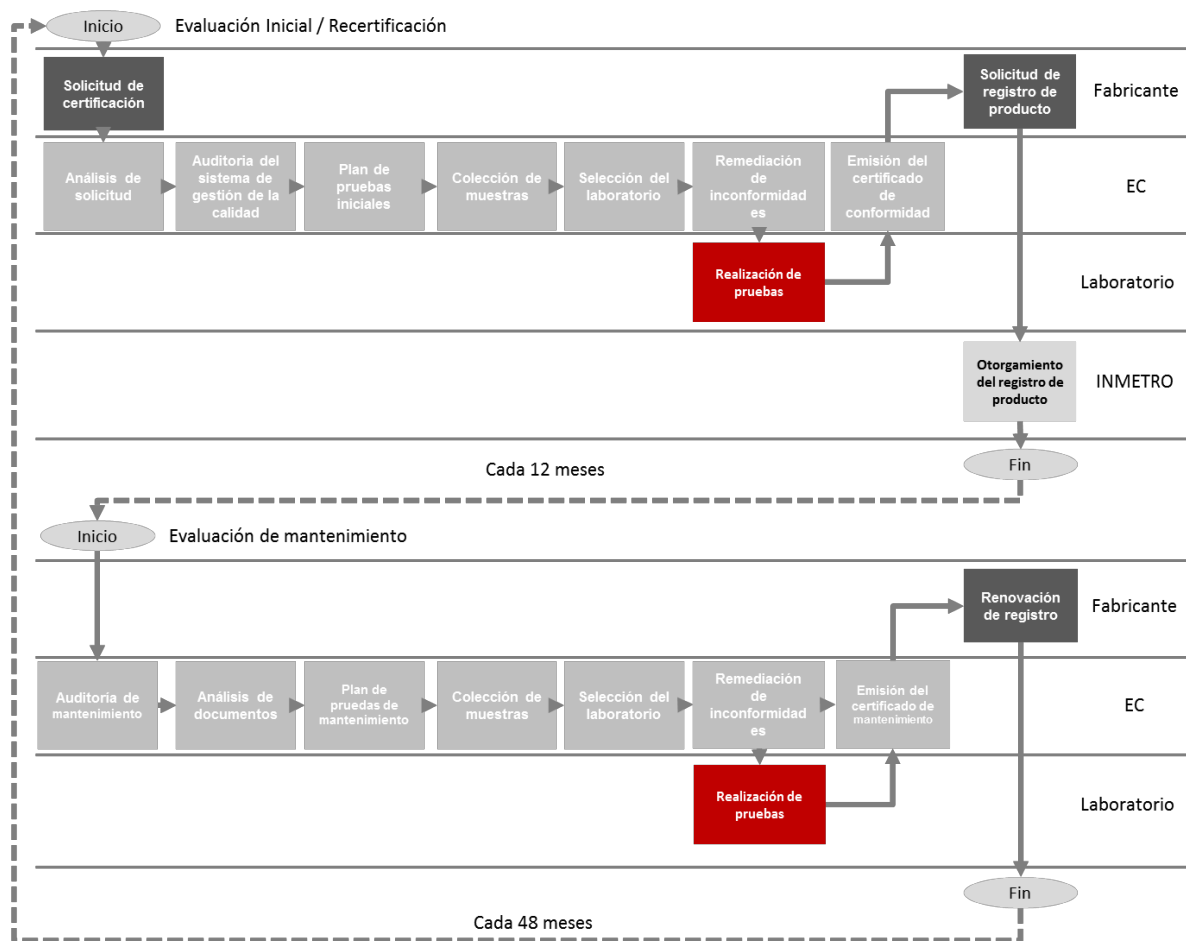 Inicio
Evaluación Inicial / Recertificación
Solicitud de
certificación
Solicitud de
registro de
producto
Fabricante
Análisis de
solicitud
Auditoría del
sistema de
gestión de la
calidad
Plan de
pruebas
iniciales
Colección de
muestras
Selección del
laboratorio
Remediación
de
inconformidad
es
Emisión del
certificado
de
conformidad
EC
Realización de
pruebas
Laboratorio
Otorgamiento
del registro de
producto
INMETRO
Cada 12 meses
Fin
Inicio
Evaluación de mantenimiento
Renovación
de registro
Fabricante
Auditoría de
mantenimiento
Análisis de
documentos
Plan de
pruedas de
mantenimiento
Colección de
muestras
Selección del
laboratorio
Remediación
de
inconformidad
es
Emisión del
certificado de
mantenimiento
EC
Realización de
pruebas
Laboratorio
Fin
Cada 48 meses